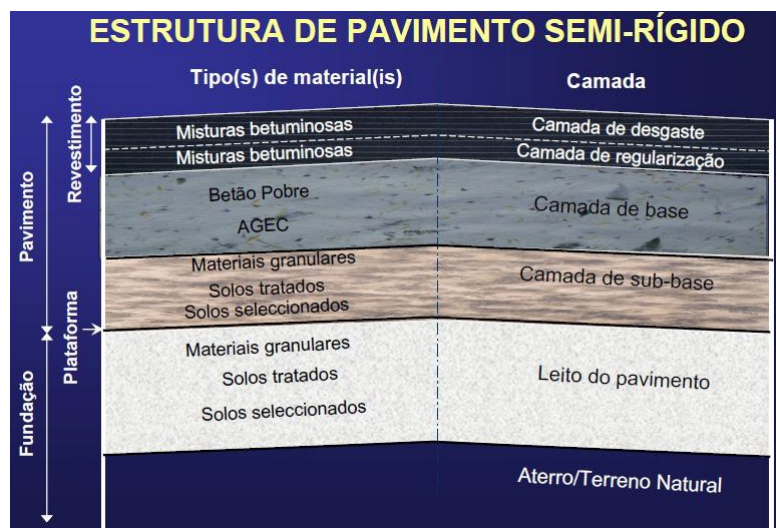 ESTRUTURA DE PAVIMENTO SEMI-RÍGIDO
Tipo(s) de material(is)
Camada
Revestimento
Pavimento
Misturas betuminosas
Camada de desgaste
Misturas betuminosas
Camada de regularização
Betão Pobre
AGEC
Camada de base
Materiais granulares
Solos tratados
Solos seleccionados
Camada de sub-base
Plataforma
Fundação
Materiais granulares
Solos tratados
Solos seleccionados
Leito do pavimento
Aterro/Terreno Natural